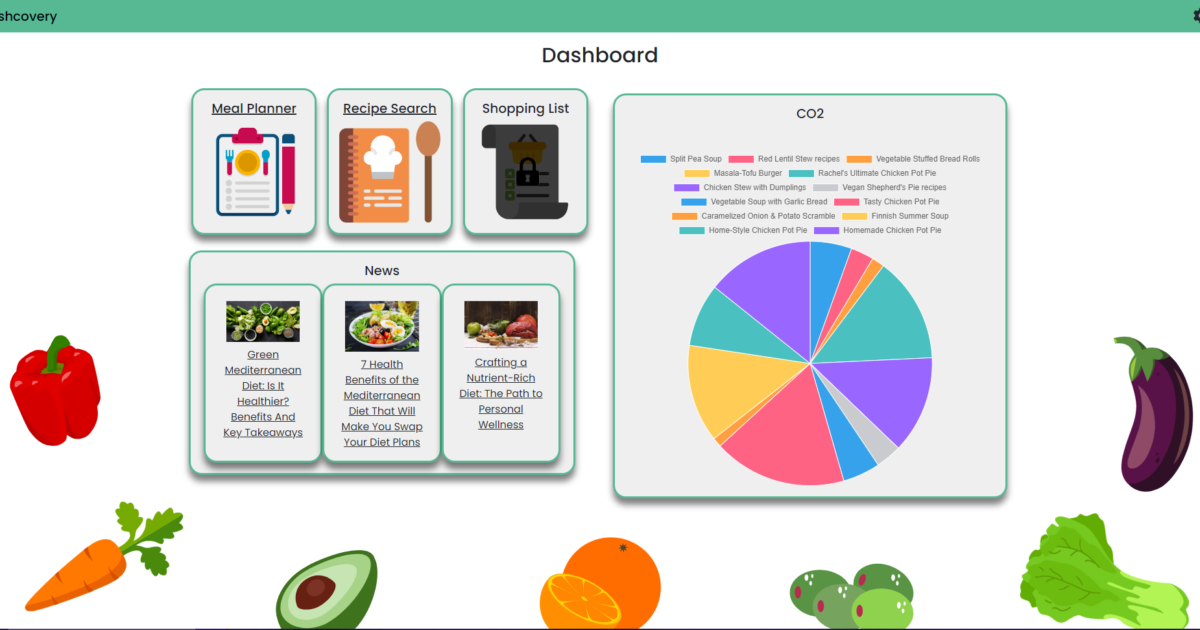 shcovery
Dashboard
Meal Planner
Recipe Search
Shopping List
CO2
Split Pea Soup Red Lentil Stew recipes Vegetable Stuffed Bread Rolls
Masala-Tofu Burger Rachel's Ultimate Chicken Pot Pie
Chicken Stew with Dumplings Vegan Shepherd's Pie recipes
Vegetable Soup with Garlic Bread Tasty Chicken Pot Pie
Caramelized Onion & Potato Scramble Finnish Summer Soup
Home-Style Chicken Pot Pie Homemade Chicken Pot Pie
News
Green
Mediterranean
Diet: Is It
Healthier?
Benefits And
Key Takeaways
7 Health
Benefits of the
Mediterranean
Diet That Will
Make You Swap
Your Diet Plans
Crafting a
Nutrient-Rich
Diet: The Path to
Personal
Wellness